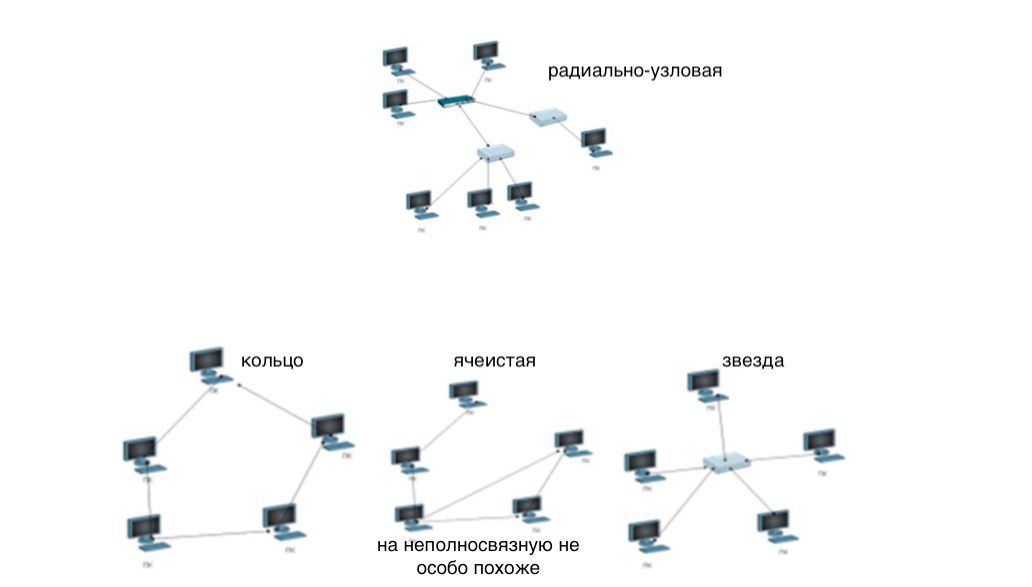 радиально-узловая
пк
пк
пк
пк
пк
пк
пк
кольцо
ячеистая
звезда
пк
пк
пк
пк
пк
пк
пк
пк
пк
пк
пк
пк
пк
пк
на неполносвязную не
особо похоже